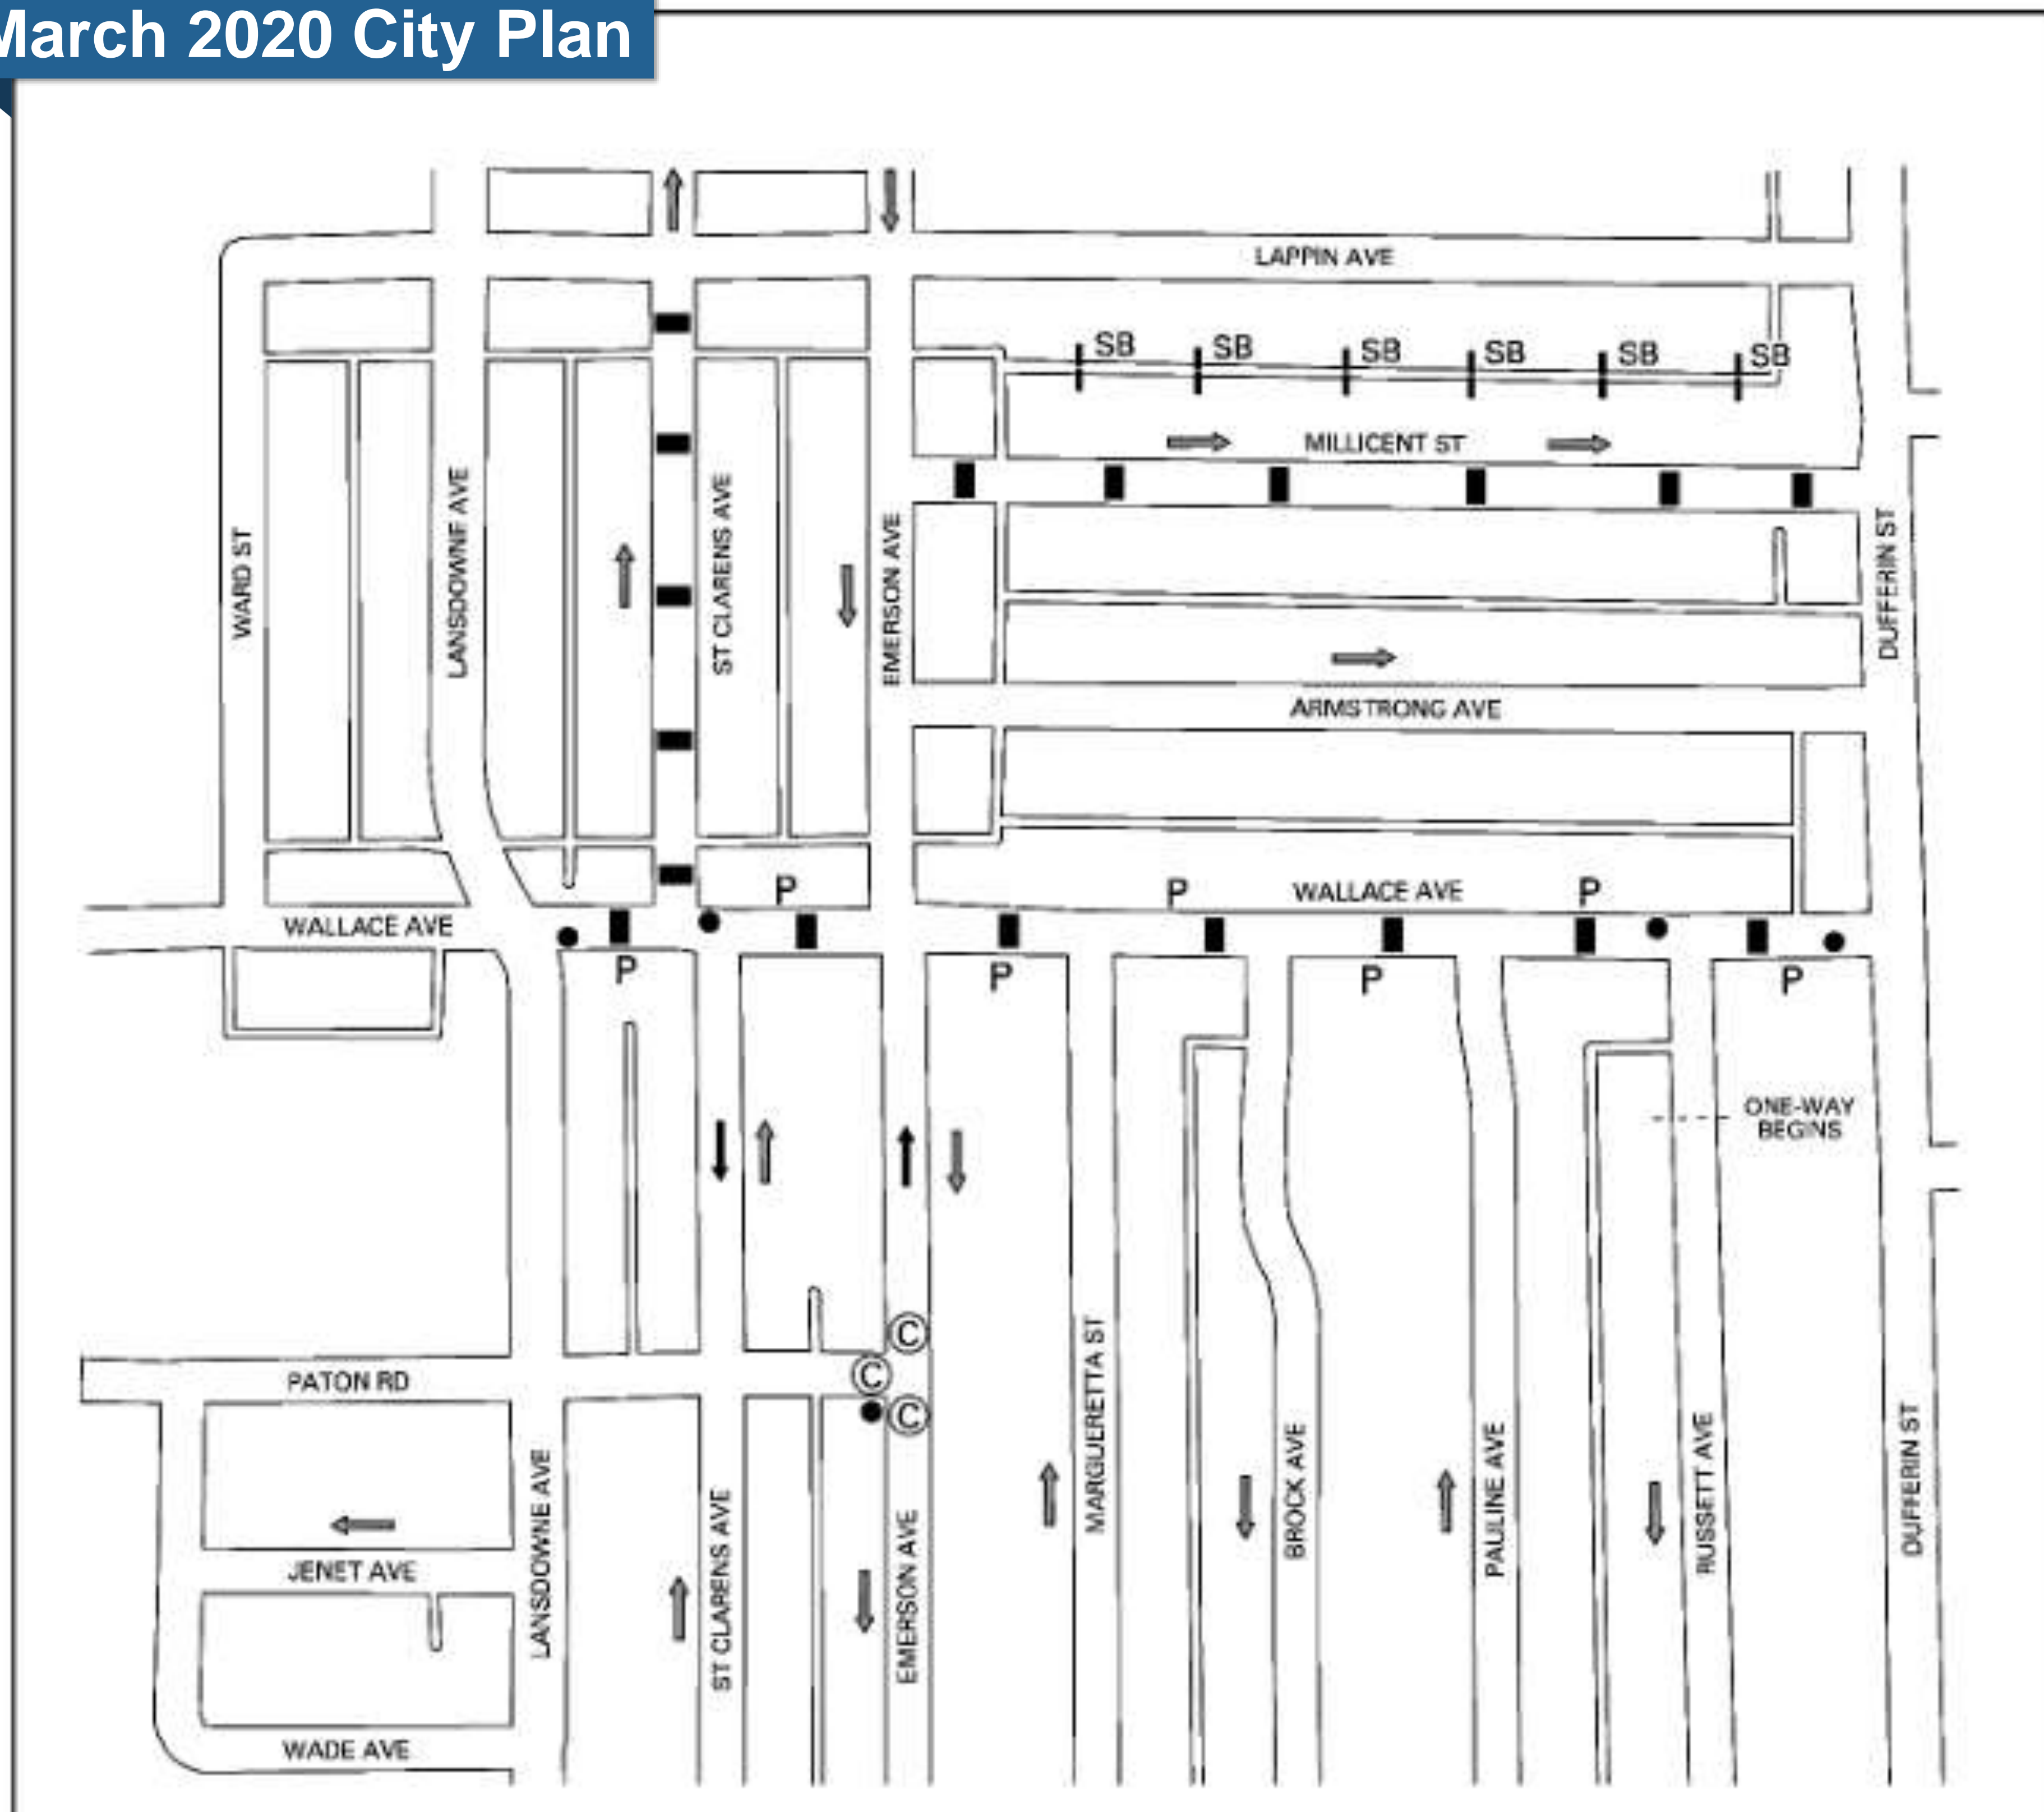 March 2020 City Plan
LAPPIN AVE
SB
SB
SB
SB
SB
SB
MILLICENT ST
WARD ST
LANSDOWNE AVE
ST CLARENS AVE
EMERSON AVE
DUFFERIN ST
ARMSTRONG AVE
P
P
WALLACE AVE
P
WALLACE AVE
P
P
P
P
ONE-WAY
BEGINS
C
C
C
PATON RD
MARGUERETTA ST
BROCK AVE
PAULINE AVE
RUSSETT AVE
DUFFERIN ST
LANSDOWNE AVE
ST CLARENS AVE
EMERSON AVE
JENET AVE
WADE AVE